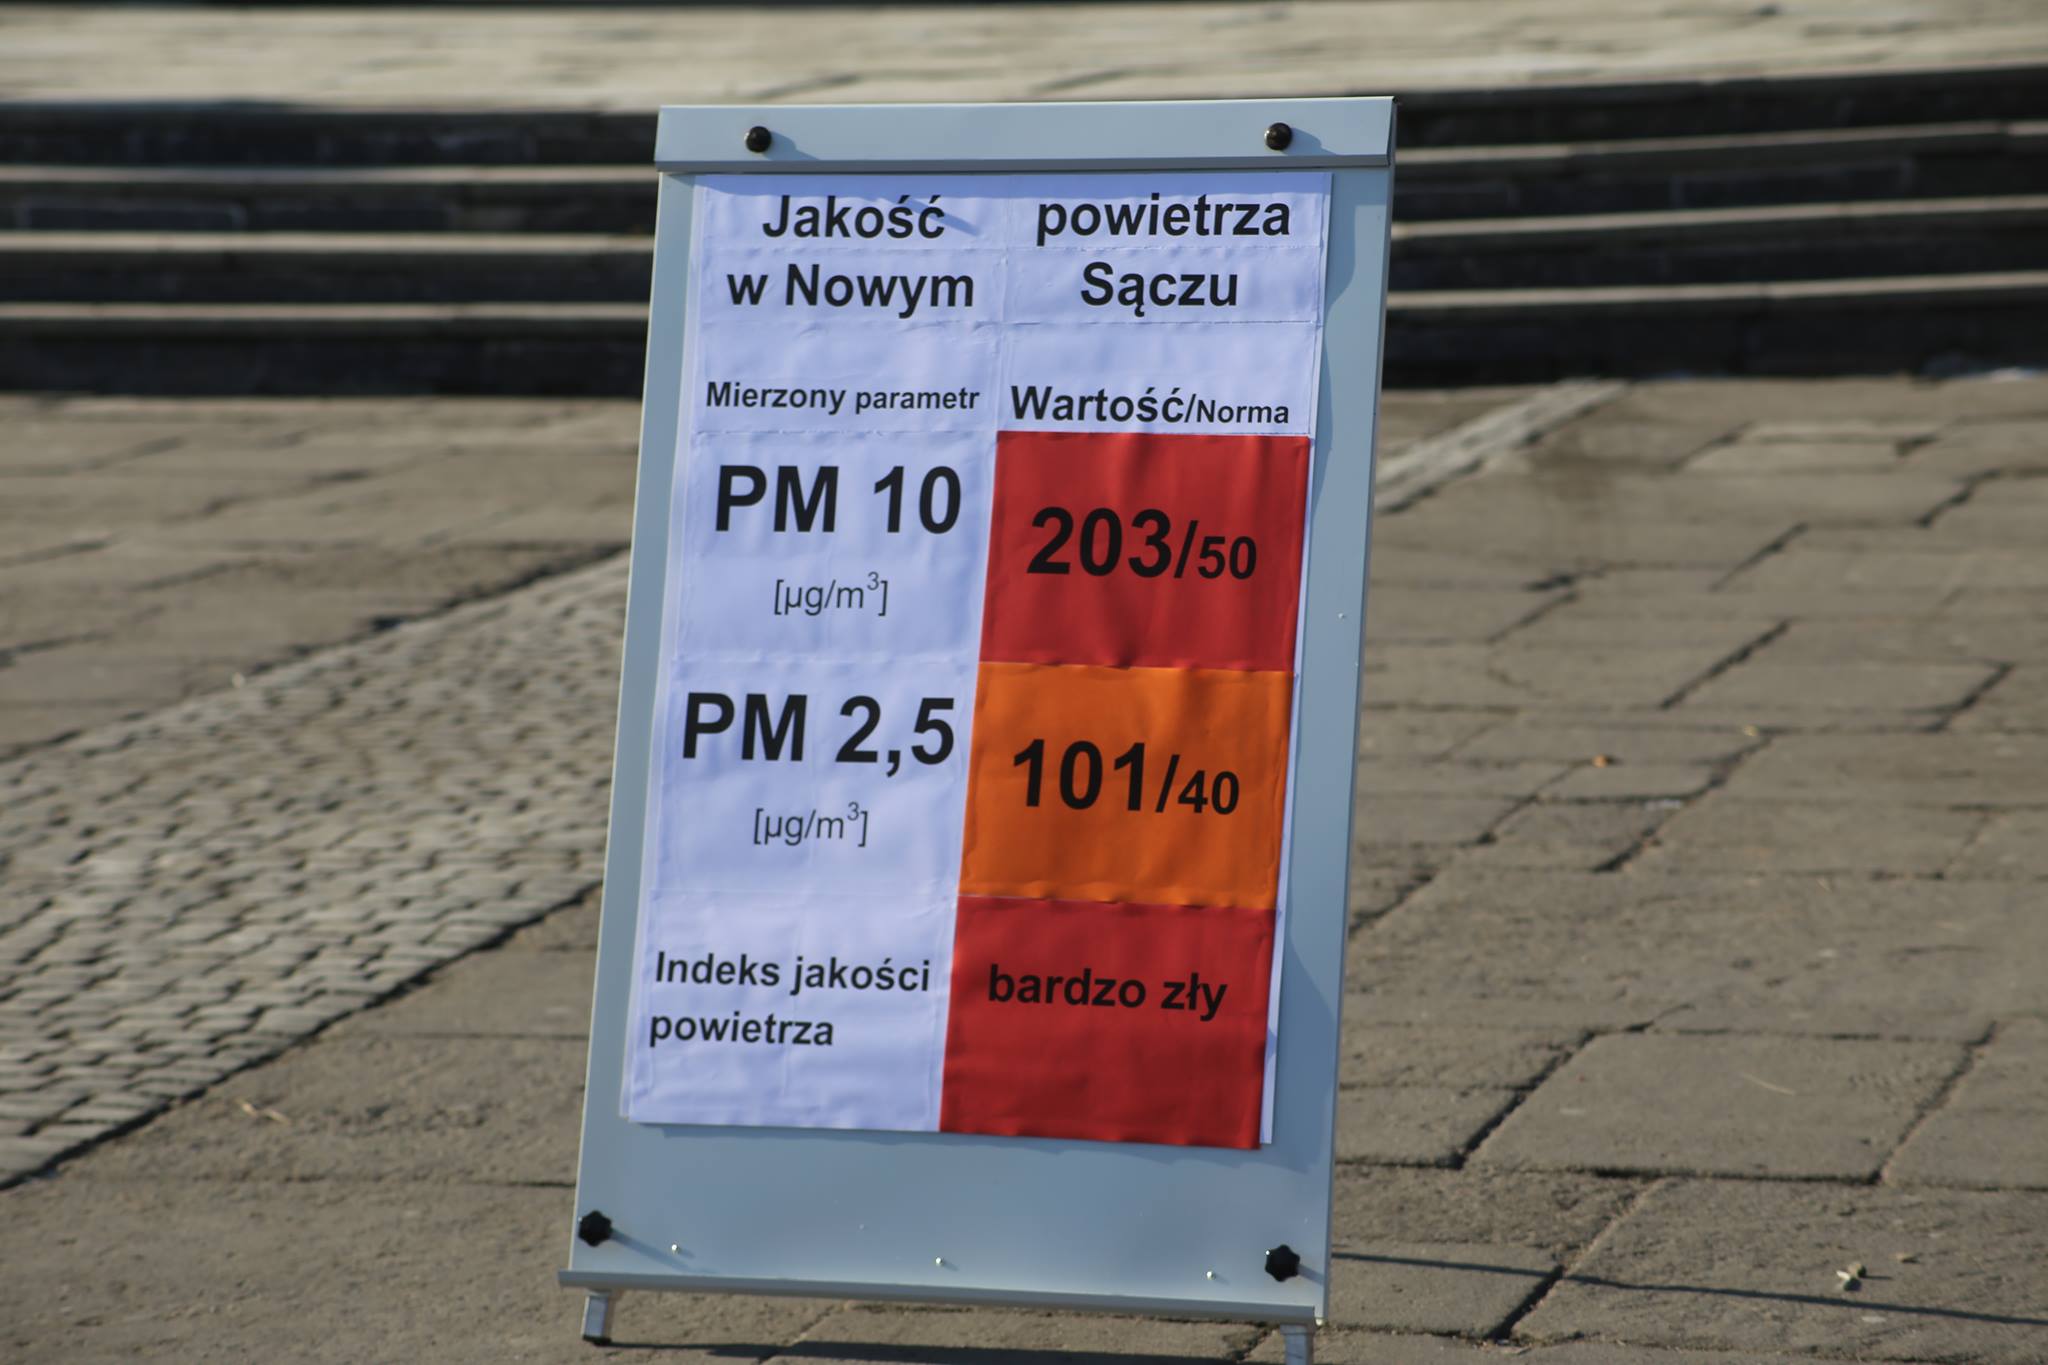 Jakość powietrza
w Nowym Sączu
Mierzony parametr Wartość/Norma
PM 10 203/50
[µg/m³]
PM 2,5 101/40
[µg/m³]
Indeks jakości bardzo zły
powietrza